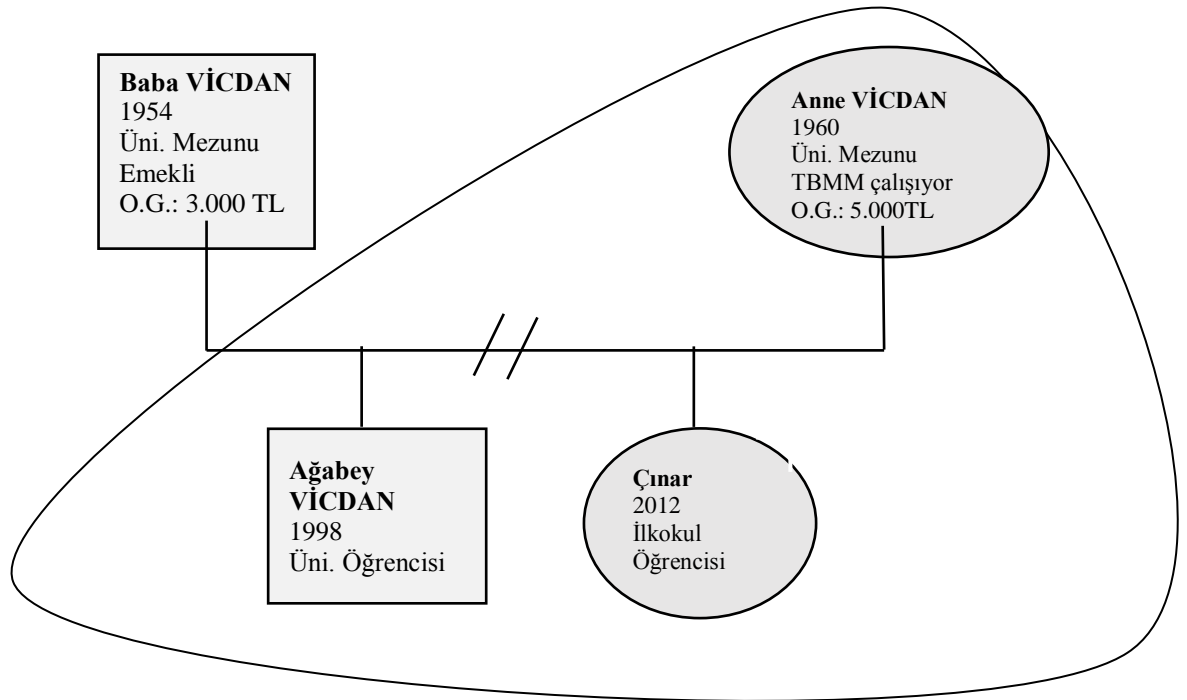 Baba VİCDAN
1954
Üni. Mezunu
Emekli
O.G.: 3.000 TL
Anne VİCDAN
1960
Üni. Mezunu
TBMM çalışıyor
O.G.: 5.000TL
Ağabey
VİCDAN
1998
Üni. Öğrencisi
Çınar
2012
İlkokul
Öğrencisi